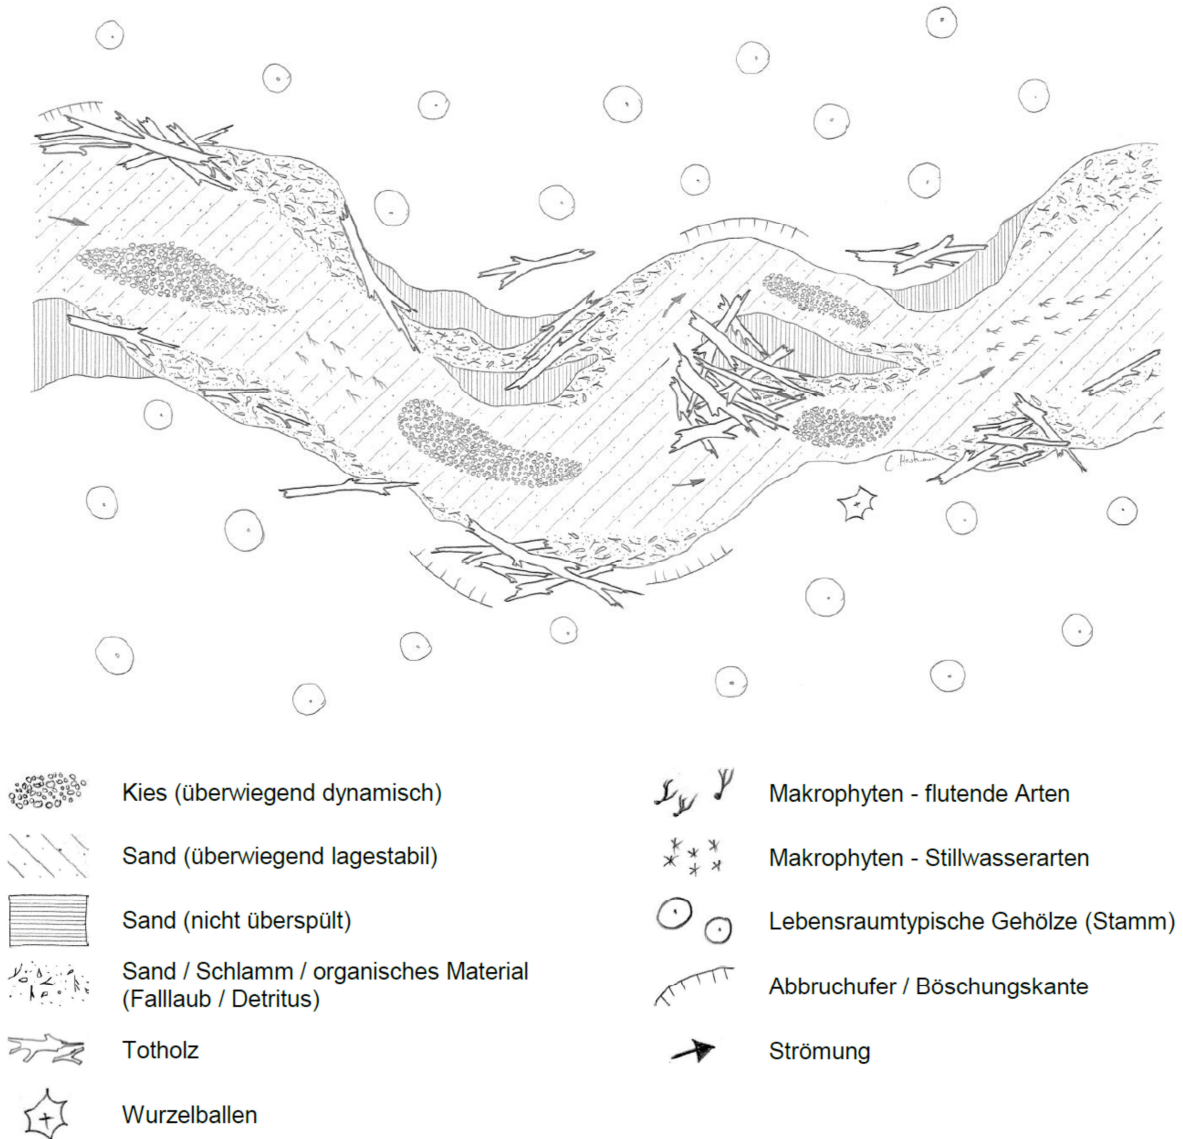 Kies (überwiegend dynamisch)
Sand (überwiegend lagestabil)
Sand (nicht überspült)
Sand / Schlamm / organisches Material
(Falllaub / Detritus)
Totholz
Wurzelballen
Makrophyten - flutende Arten
Makrophyten - Stillwasserarten
Lebensraumtypische Gehölze (Stamm)
Abbruchufer / Böschungskante
Strömung